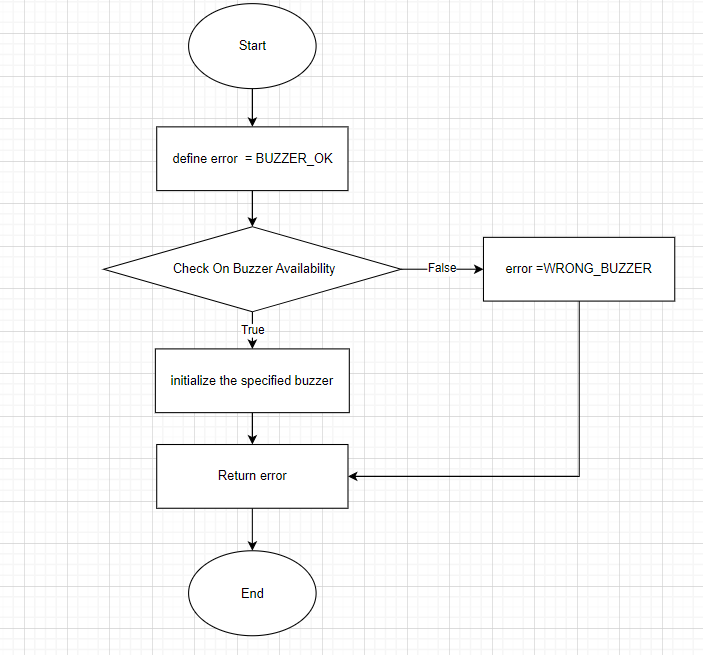 Start
define error  = BUZZER_OK
Check On Buzzer Availability
False
error =WRONG_BUZZER
True
initialize the specified buzzer
Return error
End